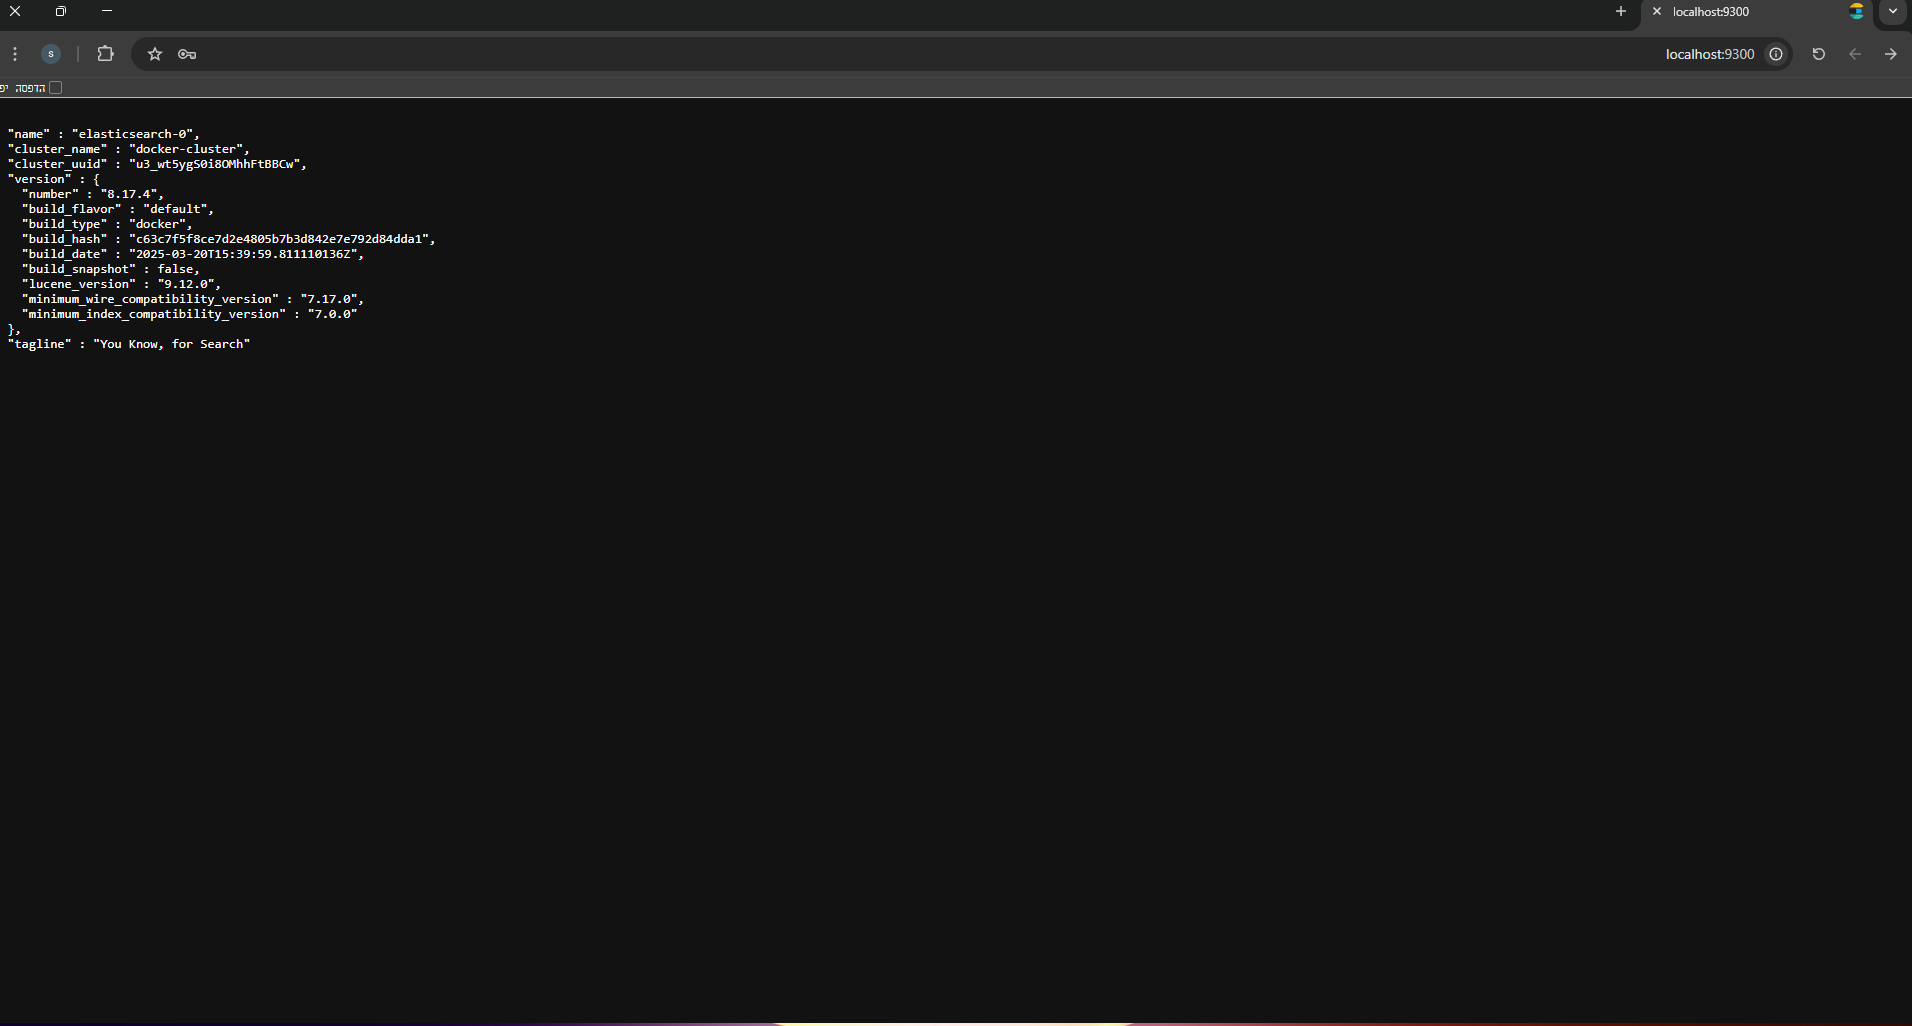 localhost:9300
localhost:9300
s
הדפסה יפ
"name" : "elasticsearch-0",
"cluster_name" : "docker-cluster",
"cluster_uuid" : "u3_wt5ygS0i8OMhhFtBBCw",
"version" : {
"number" : "8.17.4",
"build_flavor" : "default",
"build_type" : "docker",
"build_hash" : "c63c7f5f8ce7d2e4805b7b3d842e7e792d84dda1",
"build_date" : "2025-03-20T15:39:59.811110136Z",
"build_snapshot" : false,
"lucene_version" : "9.12.0",
"minimum_wire_compatibility_version" : "7.17.0",
"minimum_index_compatibility_version" : "7.0.0"
},
"tagline" : "You Know, for Search"